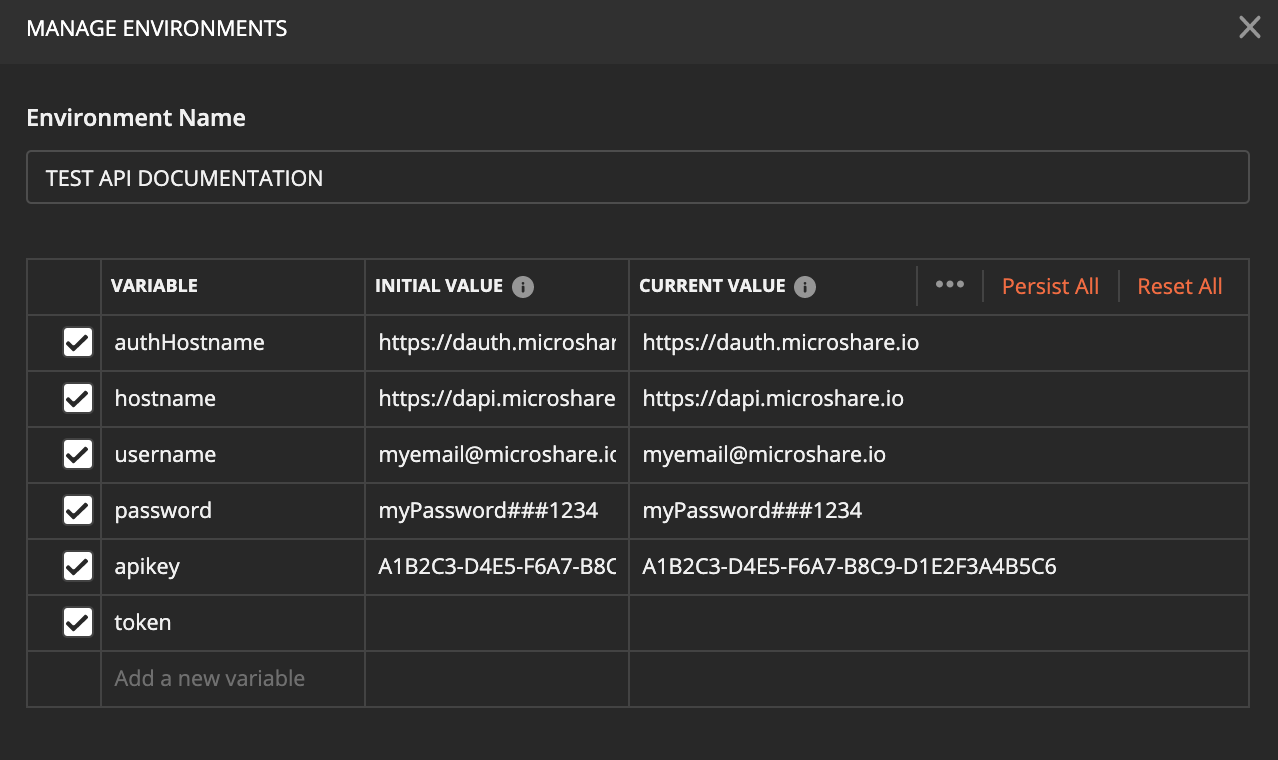 MANAGE ENVIRONMENTS
Environment Name
TEST API DOCUMENTATION
VARIABLE INITIAL VALUE CURRENT VALUE ••• Persist All Reset All
authHostname https://dauth.microshar https://dauth.microshare.io
hostname https://dapi.microshare https://dapi.microshare.io
username myemail@microshare.ic myemail@microshare.io
password myPassword###1234 myPassword###1234
apikey A1B2C3-D4E5-F6A7-B8C A1B2C3-D4E5-F6A7-B8C9-D1E2F3A4B5C6
token
Add a new variable